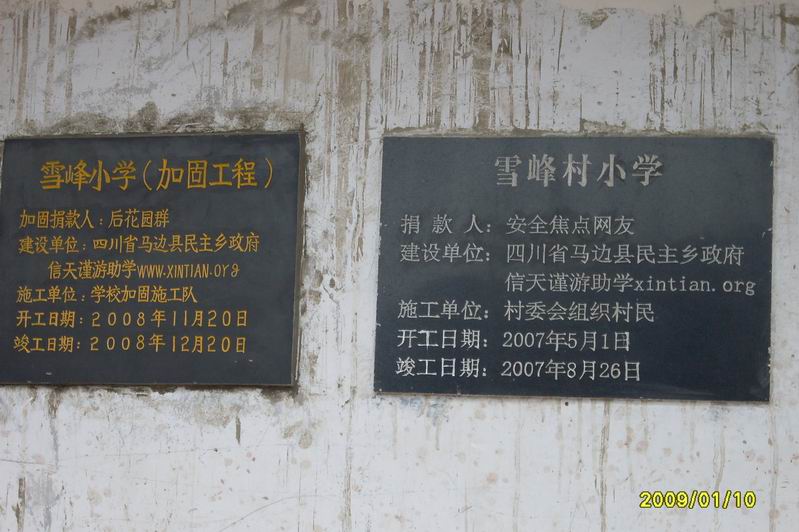 雪峰小学（加固工程）
加固捐款人：后花园群
建设单位：四川省马边县民主乡政府
信天谨游助学WWW.XINTIAN.org
施工单位：学校加固施工队
开工日期：2008年11月20日
竣工日期：2008年12月20日
雪峰村小学
捐 款 人：安全焦点网友
建设单位：四川省马边县民主乡政府
信天谨游助学xintian.org
施工单位：村委会组织村民
开工日期：2007年5月1日
竣工日期：2007年8月26日
2009/01/10